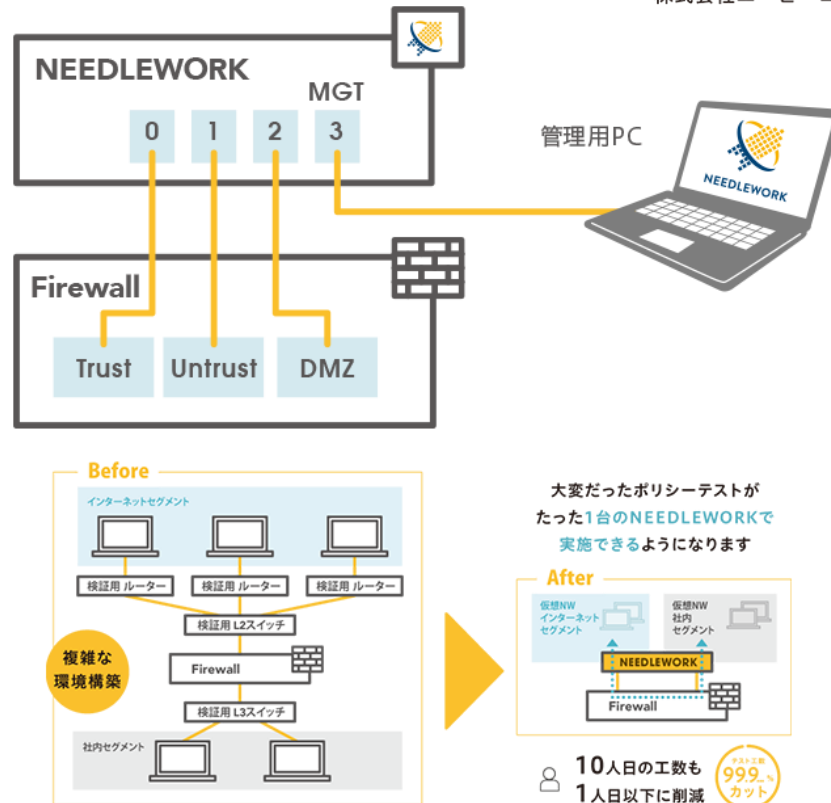 NEEDLEWORK
MGT
0 1 2 3
管理用PC
NEEDLEWORK
Firewall
Trust Untrust DMZ
Before
インターネットセグメント
検証用 ルーター 検証用 ルーター 検証用 ルーター
検証用 L2スイッチ
複雑な
環境構築
Firewall
検証用 L3スイッチ
社内セグメント
大変だったポリシーテストが
たった1台のNEEDLEWORKで
実施できるようになります
After
仮想NW
インターネット
セグメント
仮想NW
社内
セグメント
NEEDLEWORK
Firewall
10人日の工数も
1人日以下に削減
テスト工数
99.9%
カット